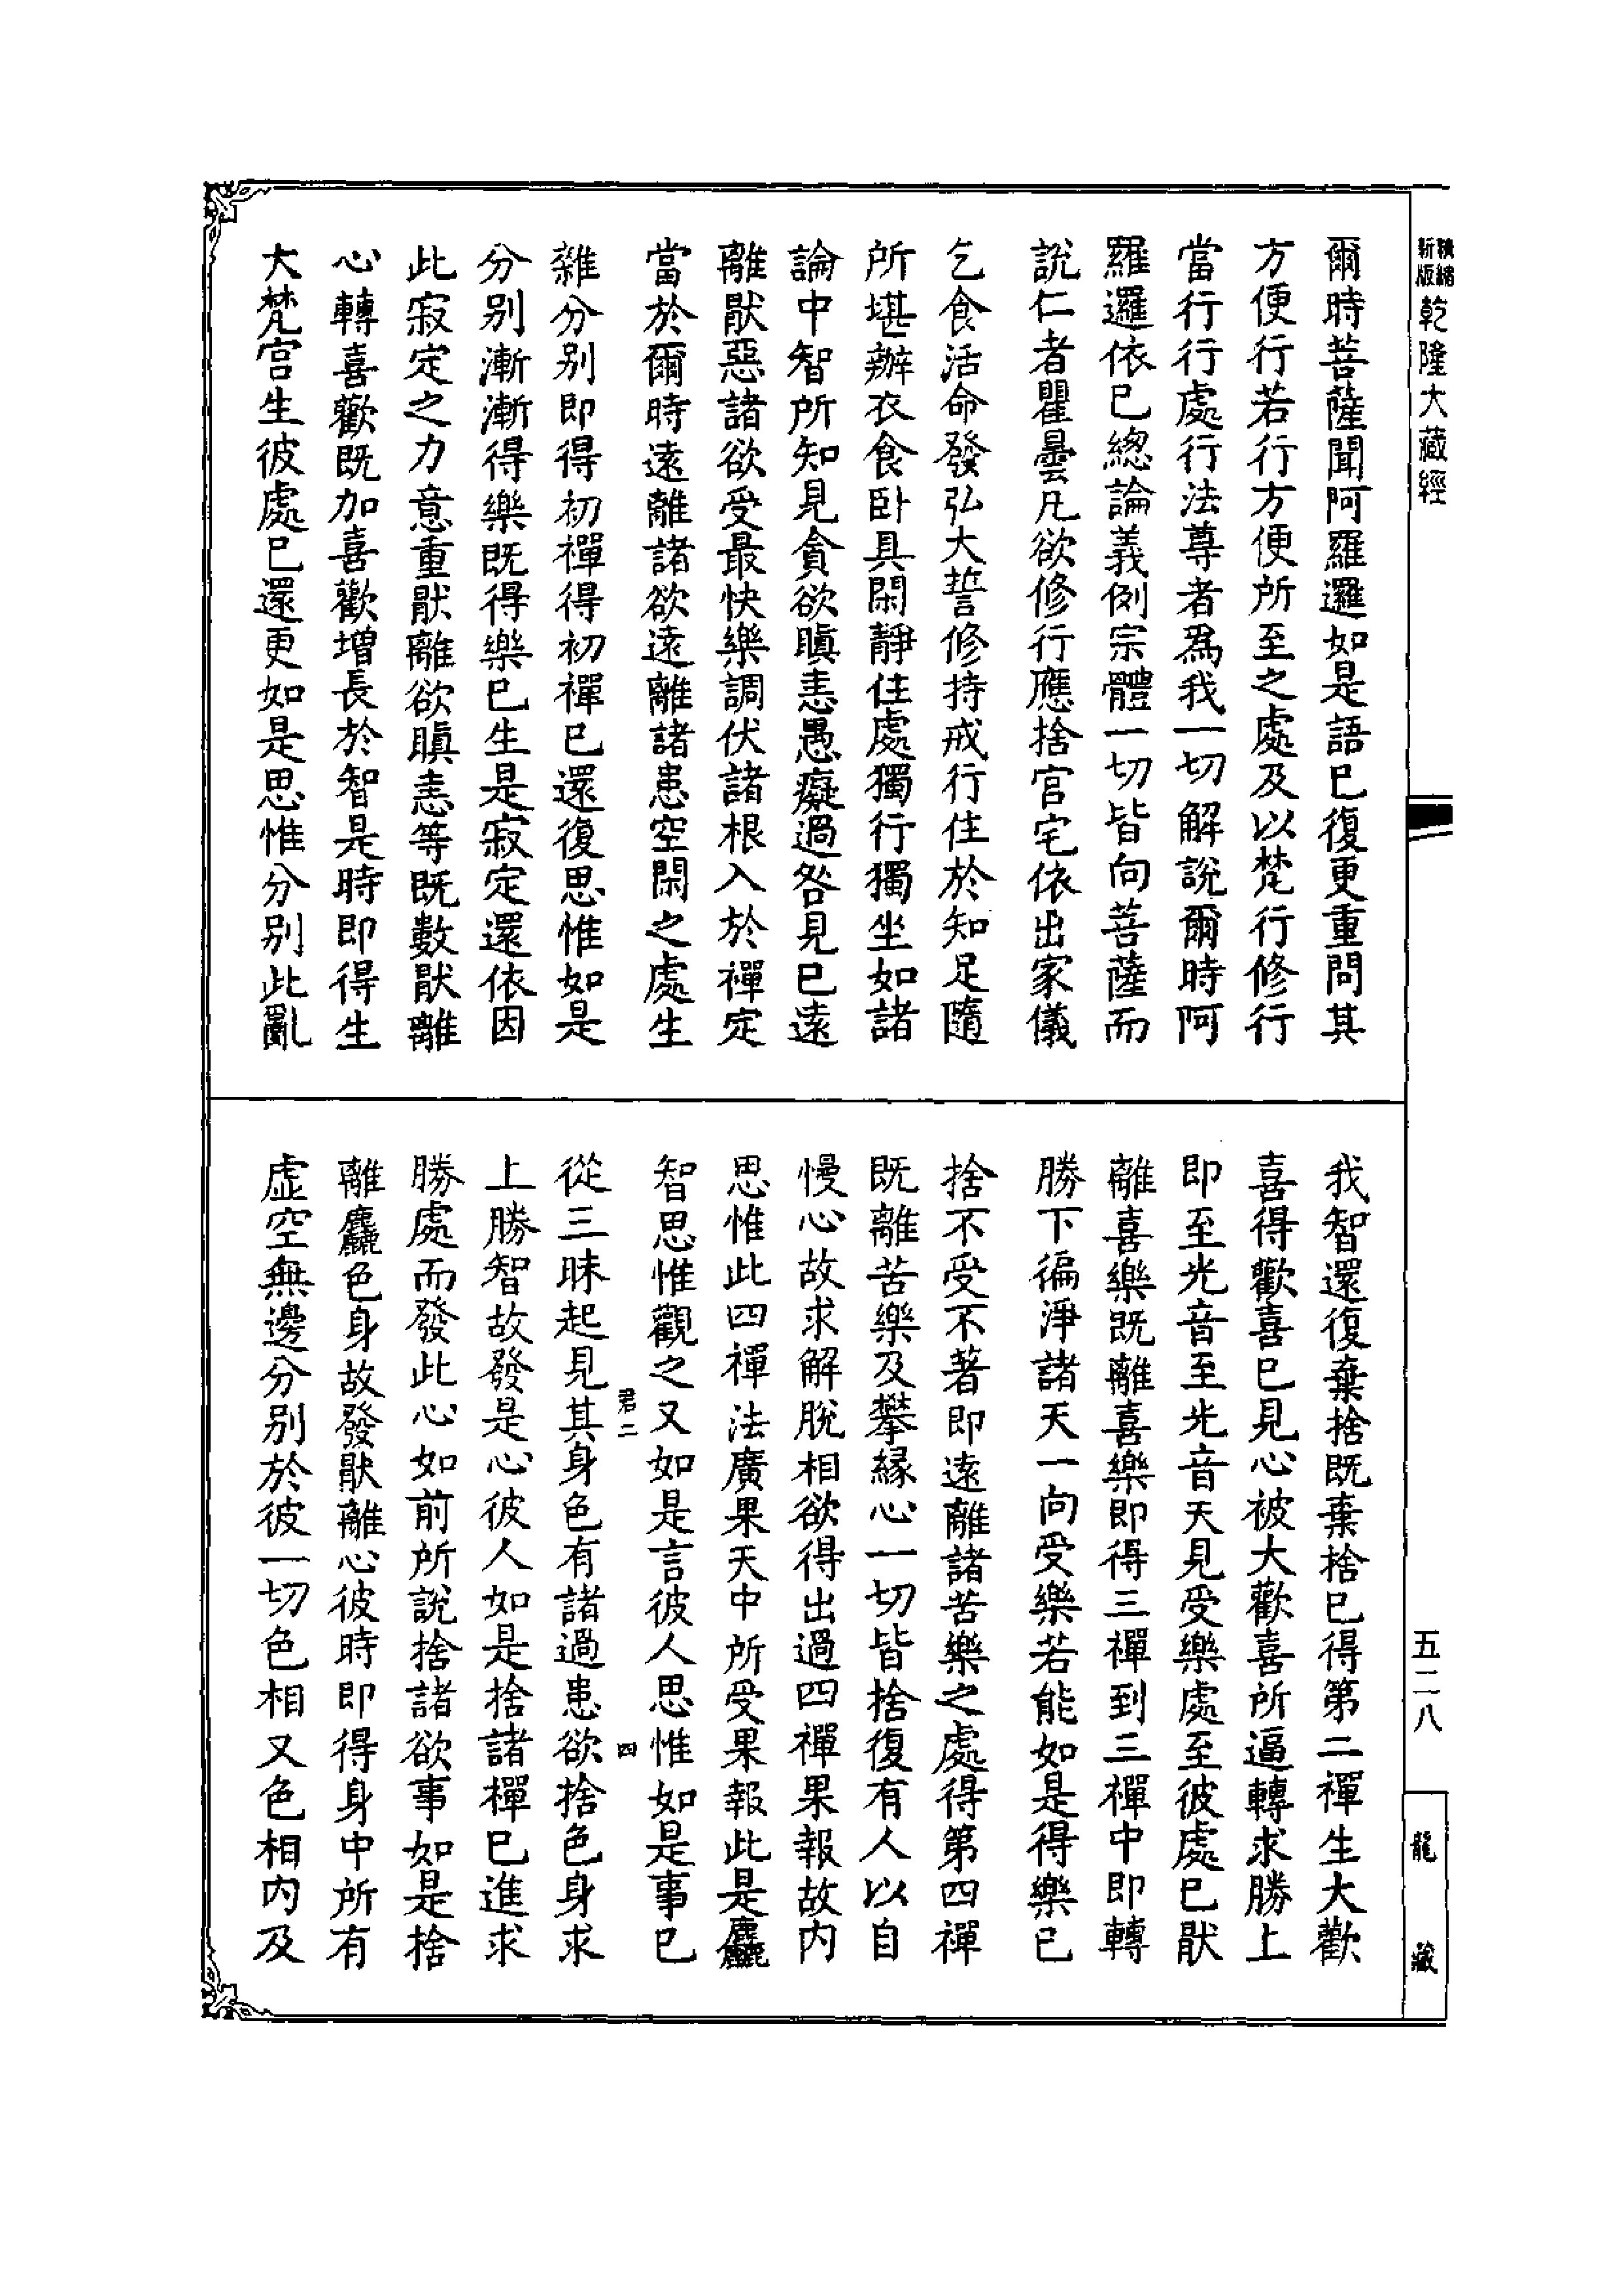 精縮新版乾隆大藏經
爾時菩薩聞阿羅邏如是語已復更重問其
方便行若行方便所至之處及以梵行修行
當行行處行法尊者爲我一切解說爾時阿
羅邏依已總論義例宗體一切皆向菩薩而
說仁者瞿曇凡欲修行應捨宫宅依出家儀
乞食活命發弘大誓修持戒行住於知足隨
所堪辦衣食卧具閑靜住處獨行獨坐如諸
論中智所知見貪欲瞋恚愚癡過咎見已遠
離猒惡諸欲受最快樂調伏諸根入於禪定
當於爾時遠離諸欲遠離諸患空閑之處生
雜分别即得初禪得初禪已還復思惟如是
分别漸漸得樂既得樂已生是寂定還依因
此寂定之力意重猒離欲瞋恚等既數猒離
心轉喜歡既加喜歡增長於智是時即得生
大梵宫生彼處已還更如是思惟分别此亂
我智還復棄捨既棄捨已得第二禪生大歡
喜得歡喜已見心被大歡喜所逼轉求勝上
即至光音至光音天見受樂處至彼處已猒
離喜樂既離喜樂即得三禪到三禪中即轉
勝下徧淨諸天一向受樂若能如是得樂已
捨不受不著即遠離諸苦樂之處得第四禪
既離苦樂及攀緣心一切皆捨復有人以自
慢心故求解脫相欲得出過四禪果報故内
思惟此四禪法廣果天中所受果報此是麤
智思惟觀之又如是言彼人思惟如是事已
君二 四
從三昧起見其身色有諸過患欲捨色身求
上勝智故發是心彼人如是捨諸禪已進求
勝處而發此心如前所說捨諸欲事如是捨
離麤色身故發猒離心彼時即得身中所有
虚空無邊分别於彼一切色相又色相内及
五二八
龍藏